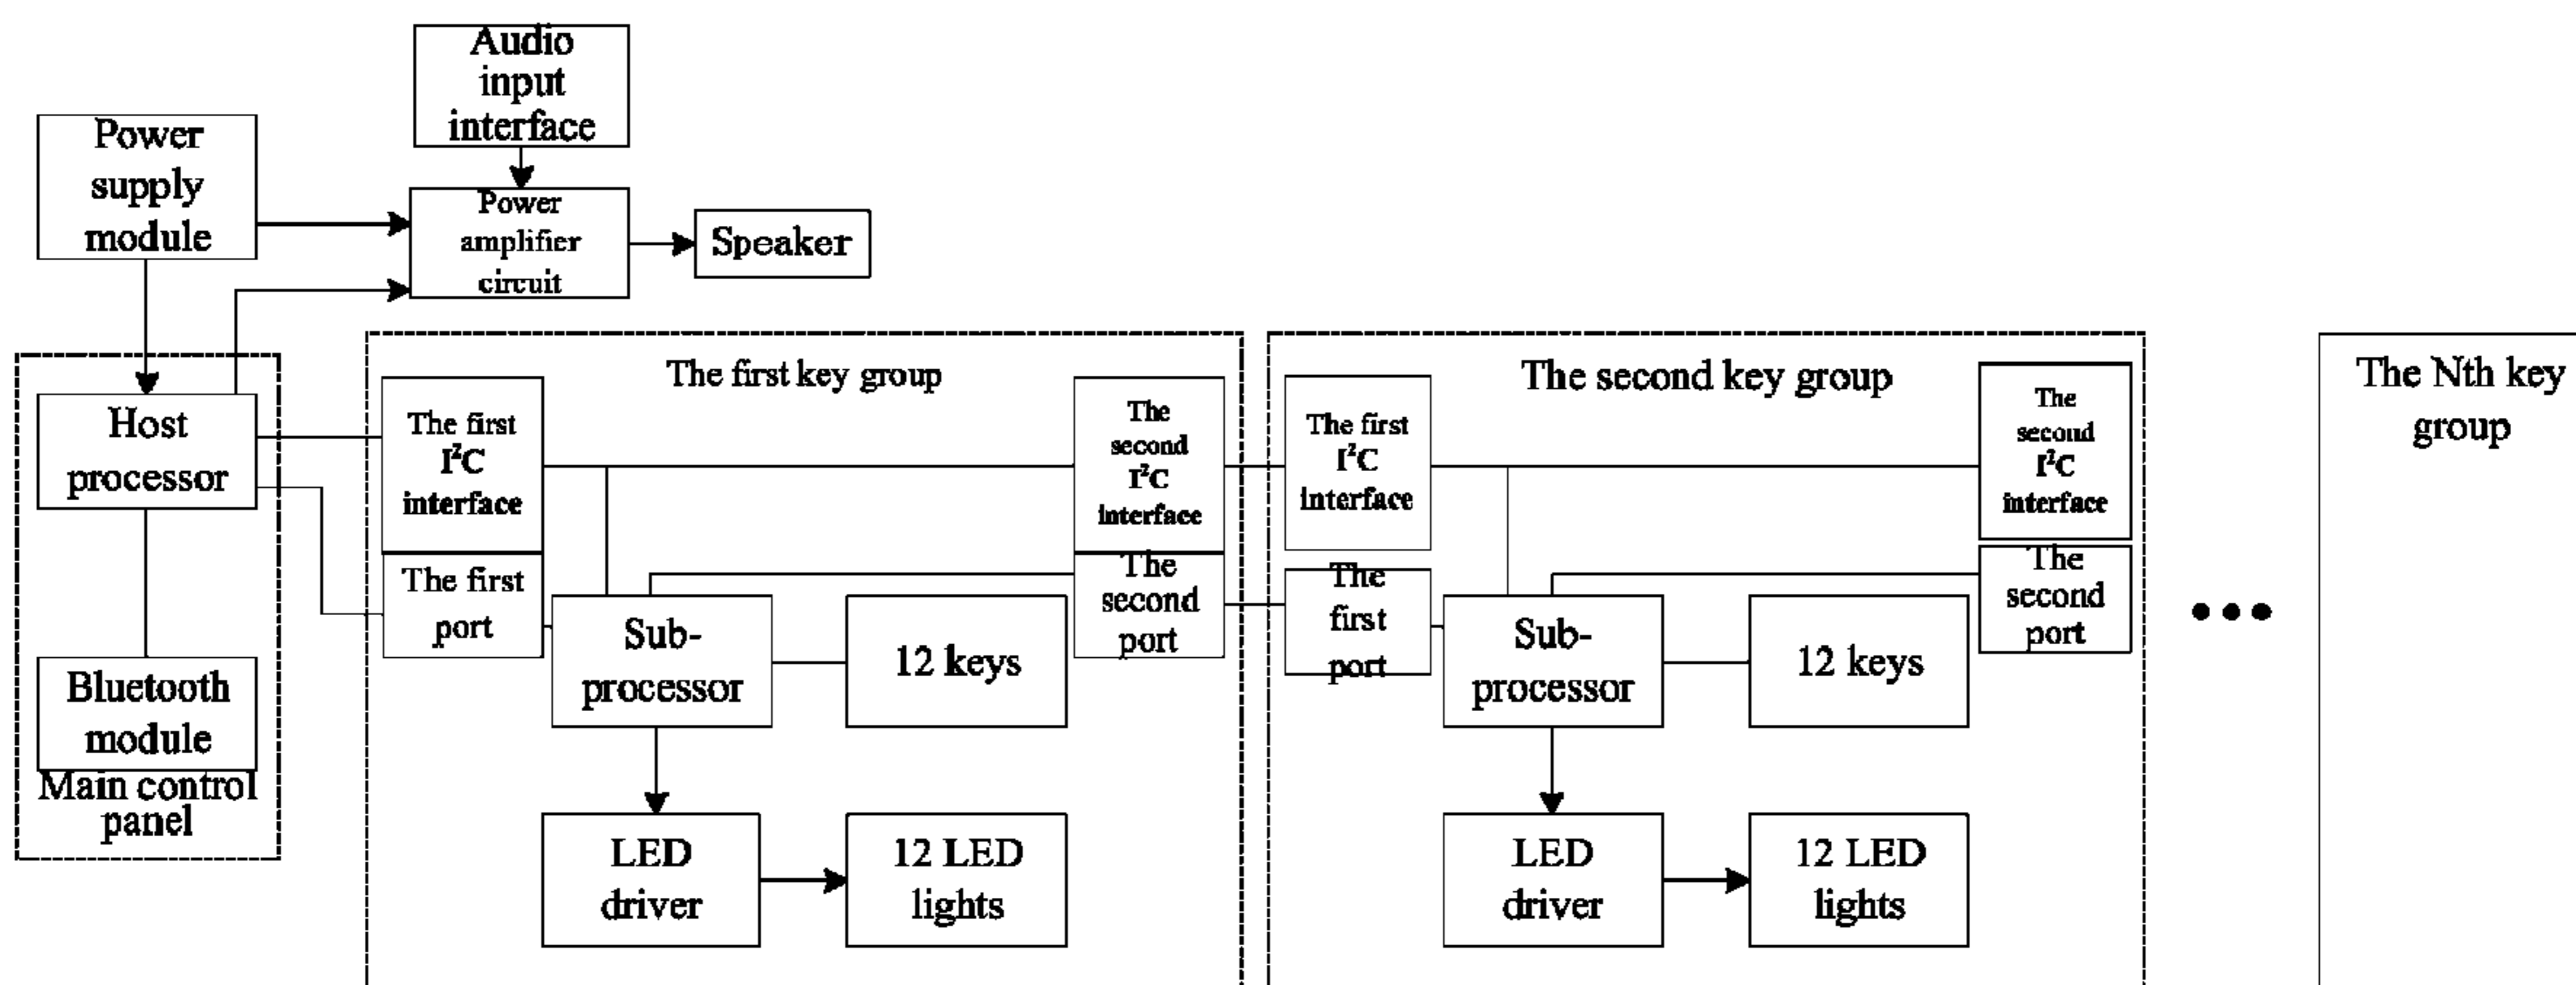 Audio
input
interface
Power
supply
module
Power
amplifier
circuit
Speaker
Host
processor
Bluetooth
module
Main control
panel
The first key group
The first
I²C
interface
The first
port
The
second
I²C
interface
The
second
port
Sub-
processor
12 keys
LED
driver
12 LED
lights
The second key group
The first
I²C
interface
The
first
port
The
second
I²C
interface
The
second
port
Sub-
processor
12 keys
LED
driver
12 LED
lights
•••
The Nth key
group